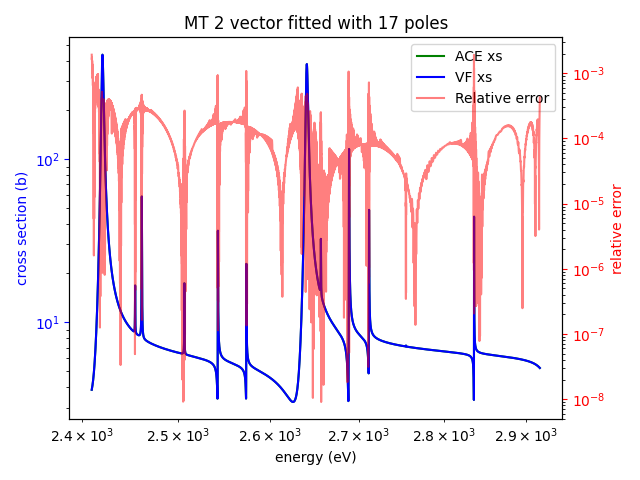 MT 2 vector fitted with 17 poles
ACE xs
VF xs
Relative error
cross section (b)
10²
10¹
relative error
10⁻³
10⁻⁴
10⁻⁵
10⁻⁶
10⁻⁷
10⁻⁸
2.4 × 10³ 2.5 × 10³ 2.6 × 10³ 2.7 × 10³ 2.8 × 10³ 2.9 × 10³
energy (eV)